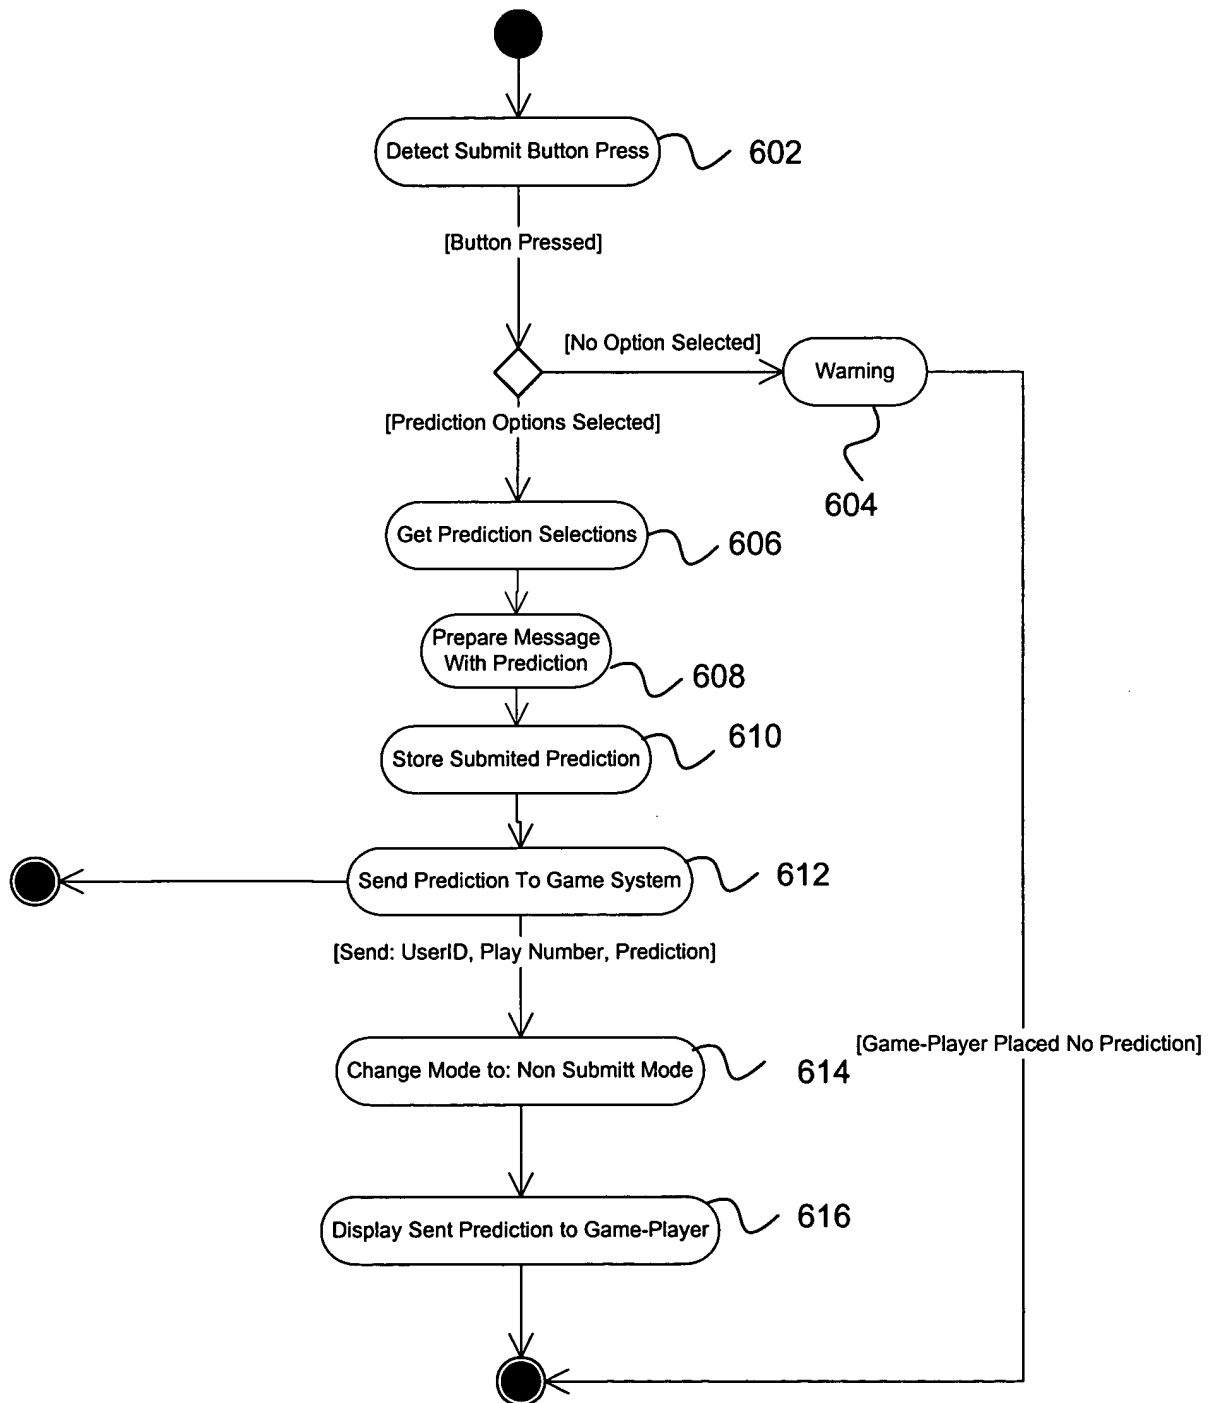 Detect Submit Button Press
602
[Button Pressed]
[No Option Selected]
Warning
604
[Prediction Options Selected]
Get Prediction Selections
606
Prepare Message
With Prediction
608
Store Submited Prediction
610
Send Prediction To Game System
612
[Send: UserID, Play Number, Prediction]
[Game-Player Placed No Prediction]
Change Mode to: Non Submitt Mode
614
Display Sent Prediction to Game-Player
616